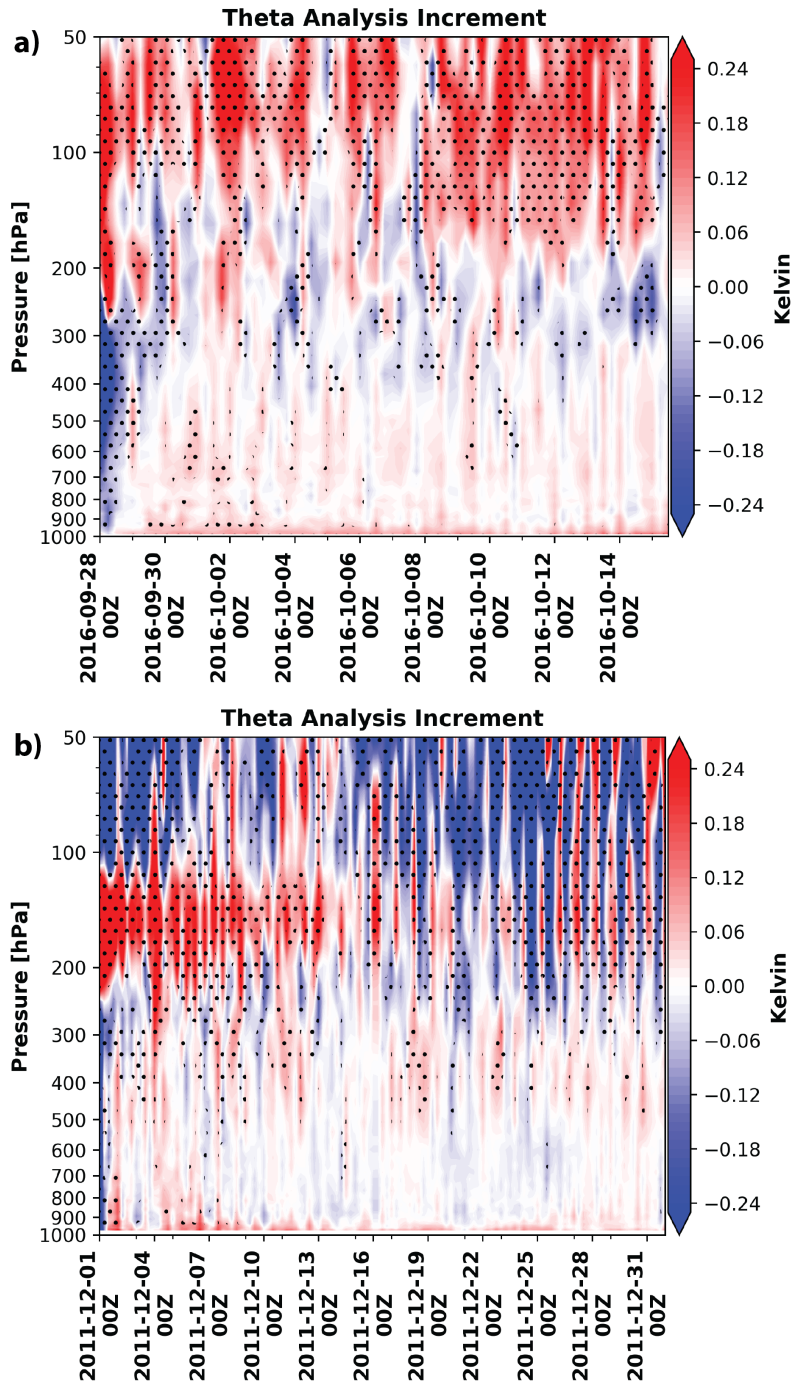 Theta Analysis Increment
a)
50
100
200
300
400
500
600
700
800
900
1000
Pressure [hPa]
2016-09-28
00Z
2016-09-30
00Z
2016-10-02
00Z
2016-10-04
00Z
2016-10-06
00Z
2016-10-08
00Z
2016-10-10
00Z
2016-10-12
00Z
2016-10-14
00Z
0.24
0.18
0.12
0.06
0.00
−0.06
−0.12
−0.18
−0.24
Kelvin
Theta Analysis Increment
b)
50
100
200
300
400
500
600
700
800
900
1000
Pressure [hPa]
2011-12-01
00Z
2011-12-04
00Z
2011-12-07
00Z
2011-12-10
00Z
2011-12-13
00Z
2011-12-16
00Z
2011-12-19
00Z
2011-12-22
00Z
2011-12-25
00Z
2011-12-28
00Z
2011-12-31
00Z
0.24
0.18
0.12
0.06
0.00
−0.06
−0.12
−0.18
−0.24
Kelvin